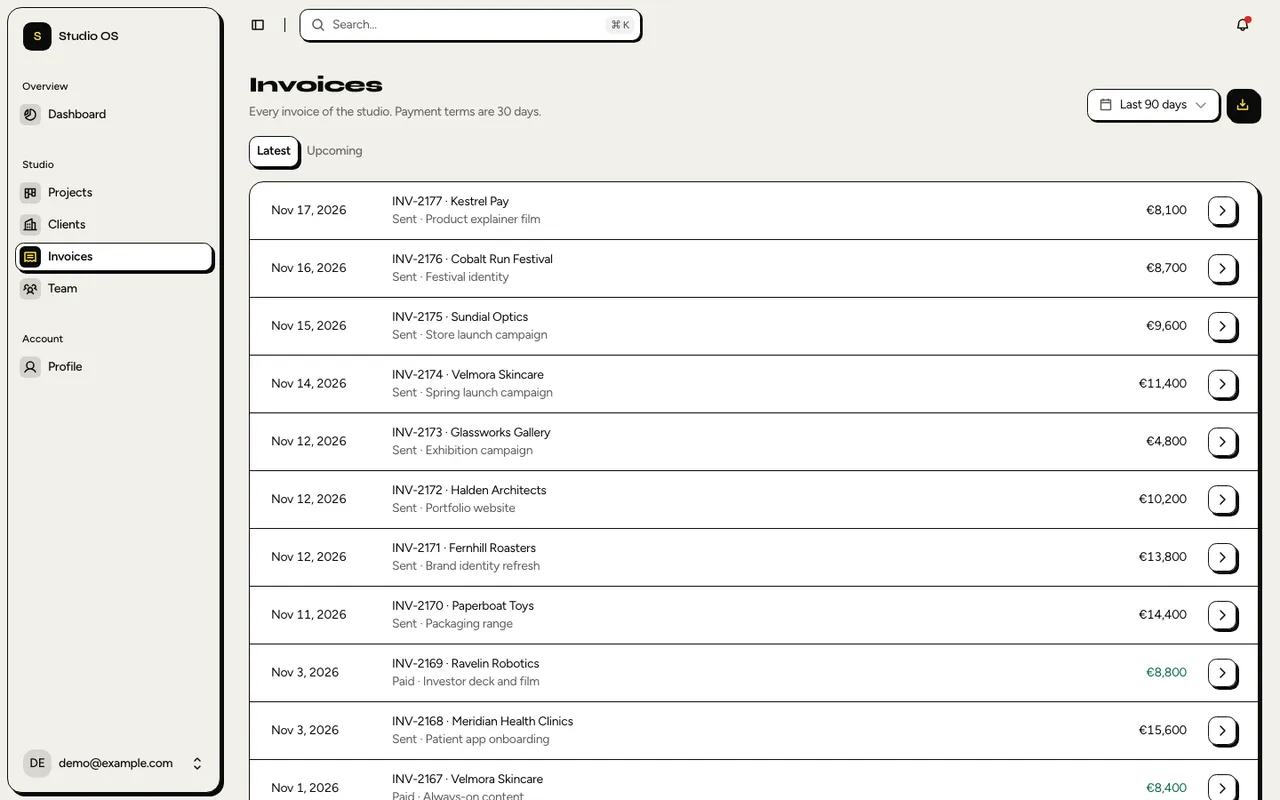 S Studio OS
Overview
Dashboard
Studio
Projects
Clients
Invoices
Team
Account
Profile
DE demo@example.com
Search... ⌘ K
Invoices
Every invoice of the studio. Payment terms are 30 days.
Last 90 days
Latest Upcoming
Nov 17, 2026 INV-2177 · Kestrel Pay €8,100
Sent · Product explainer film
Nov 16, 2026 INV-2176 · Cobalt Run Festival €8,700
Sent · Festival identity
Nov 15, 2026 INV-2175 · Sundial Optics €9,600
Sent · Store launch campaign
Nov 14, 2026 INV-2174 · Velmora Skincare €11,400
Sent · Spring launch campaign
Nov 12, 2026 INV-2173 · Glassworks Gallery €4,800
Sent · Exhibition campaign
Nov 12, 2026 INV-2172 · Halden Architects €10,200
Sent · Portfolio website
Nov 12, 2026 INV-2171 · Fernhill Roasters €13,800
Sent · Brand identity refresh
Nov 11, 2026 INV-2170 · Paperboat Toys €14,400
Sent · Packaging range
Nov 3, 2026 INV-2169 · Ravelin Robotics €8,800
Paid · Investor deck and film
Nov 3, 2026 INV-2168 · Meridian Health Clinics €15,600
Sent · Patient app onboarding
Nov 1, 2026 INV-2167 · Velmora Skincare €8,400
Paid · Always-on content